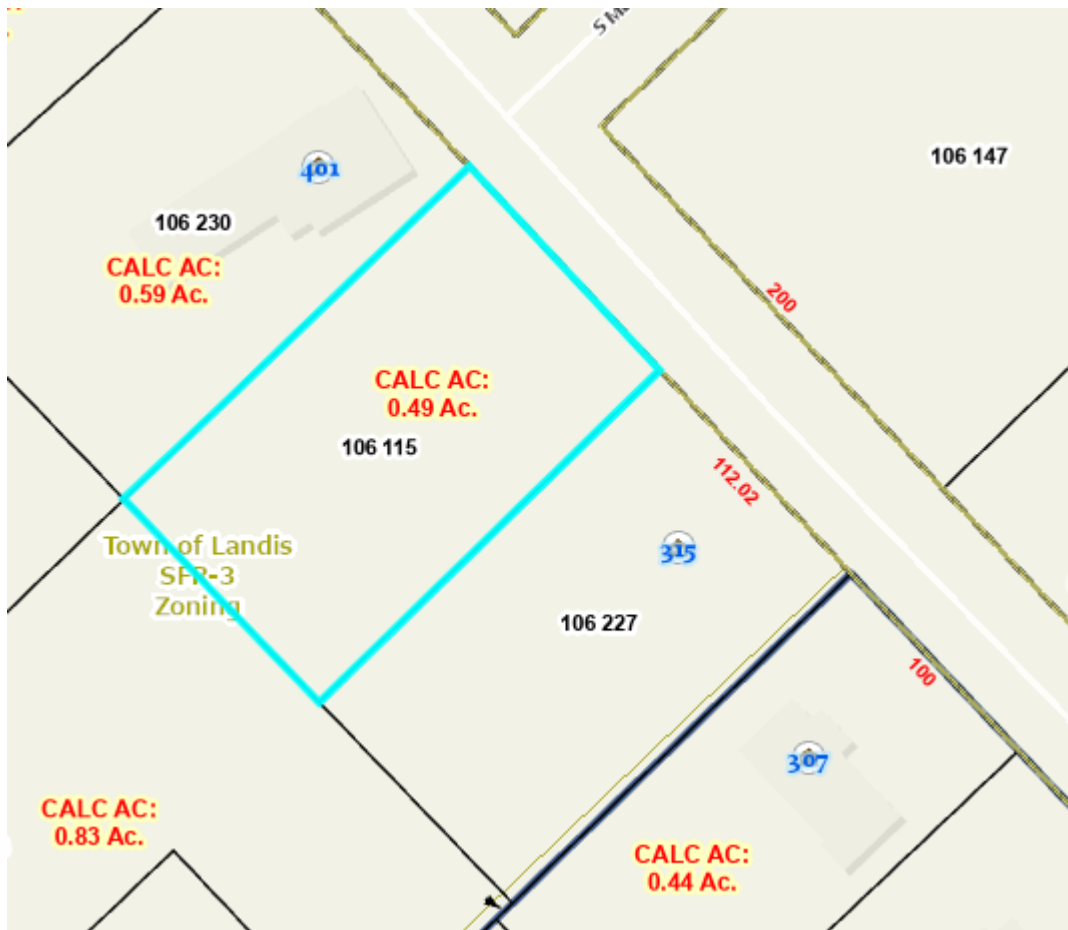 S M
106 147
401
106 230
CALC AC:
0.59 Ac.
200
CALC AC:
0.49 Ac.
106 115
112.02
Town of Landis
SFR-3
Zoning
315
106 227
100
307
CALC AC:
0.83 Ac.
CALC AC:
0.44 Ac.